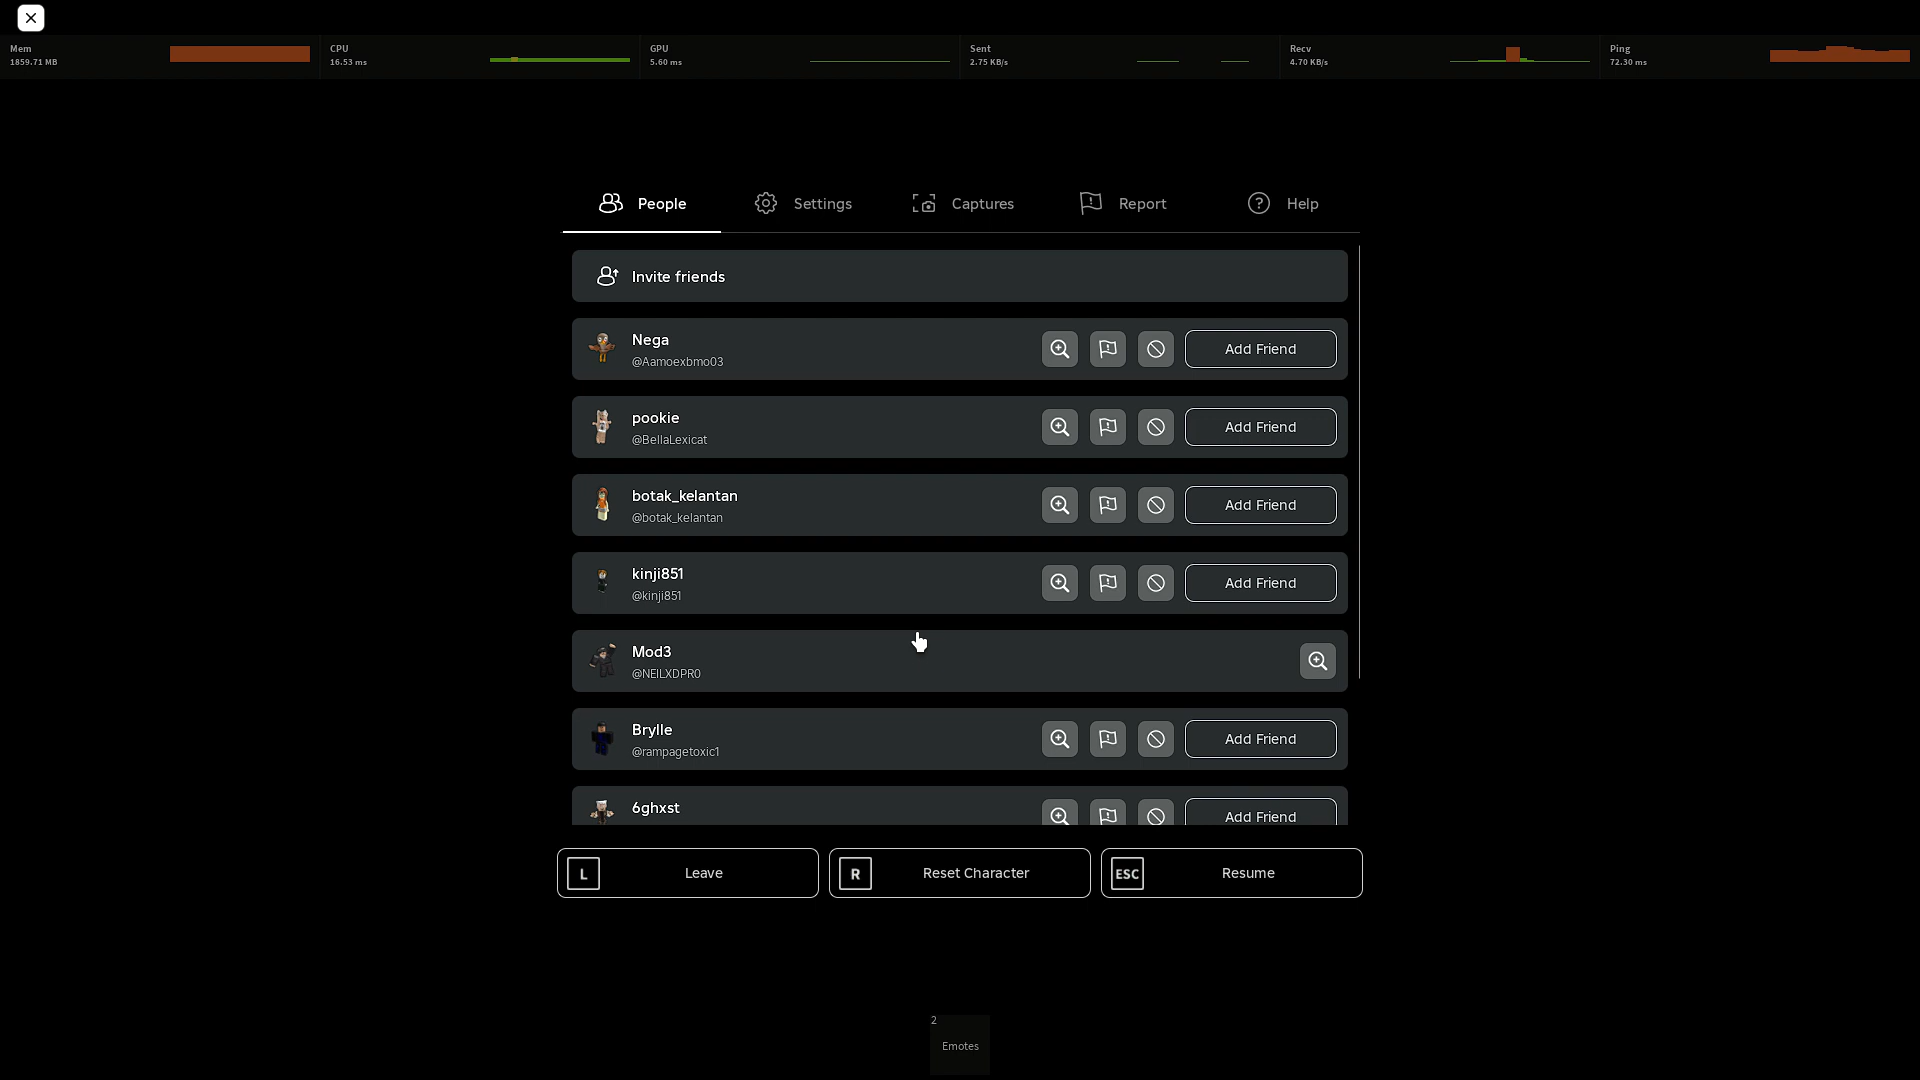 Mem
1859.71 MB
CPU
16.53 ms
GPU
5.60 ms
Sent
2.75 KB/s
Recv
4.70 KB/s
Ping
72.30 ms
People
Settings
Captures
Report
? Help
Invite friends
Nega
@Aamoexbmo03
Add Friend
pookie
@BellaLexicat
Add Friend
botak_kelantan
@botak_kelantan
Add Friend
kinji851
@kinji851
Add Friend
Mod3
@NEILXDPR0
Brylle
@rampagetoxic1
Add Friend
6ghxst
Add Friend
L Leave
R Reset Character
ESC Resume
2
Emotes